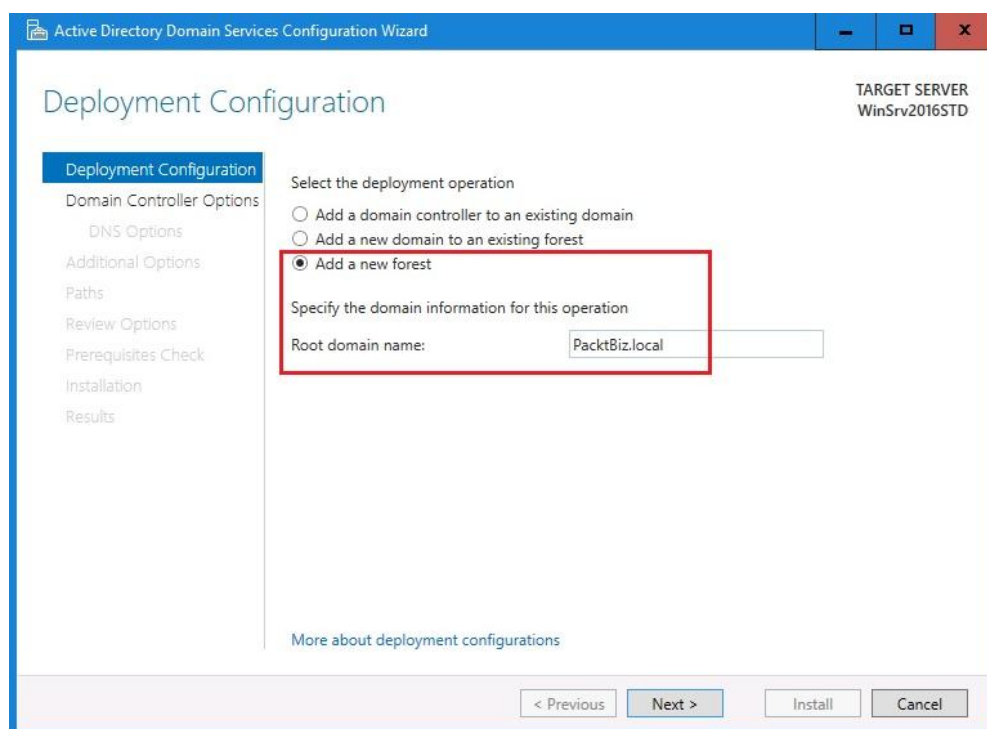 Active Directory Domain Services Configuration Wizard
Deployment Configuration
TARGET SERVER
WinSrv2016STD
Deployment Configuration
Domain Controller Options
DNS Options
Additional Options
Paths
Review Options
Prerequisites Check
Installation
Results
Select the deployment operation
Add a domain controller to an existing domain
Add a new domain to an existing forest
Add a new forest
Specify the domain information for this operation
Root domain name: PacktBiz.local
More about deployment configurations
< Previous Next > Install Cancel